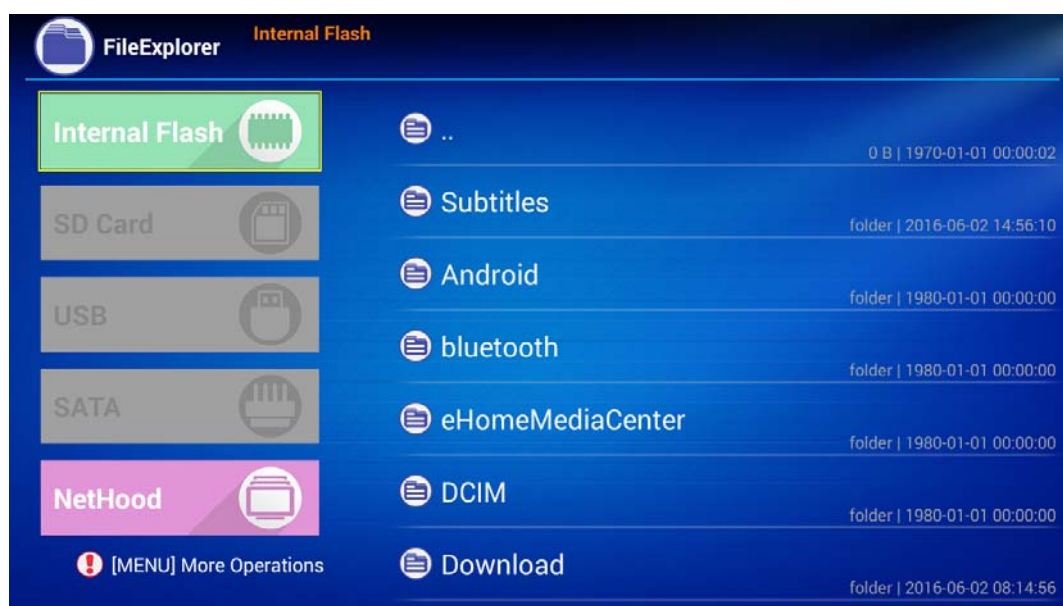 FileExplorer
Internal Flash
Internal Flash
SD Card
USB
SATA
NetHood
[MENU] More Operations
..
0 B | 1970-01-01 00:00:02
Subtitles
folder | 2016-06-02 14:56:10
Android
folder | 1980-01-01 00:00:00
bluetooth
folder | 1980-01-01 00:00:00
eHomeMediaCenter
folder | 1980-01-01 00:00:00
DCIM
folder | 1980-01-01 00:00:00
Download
folder | 2016-06-02 08:14:56